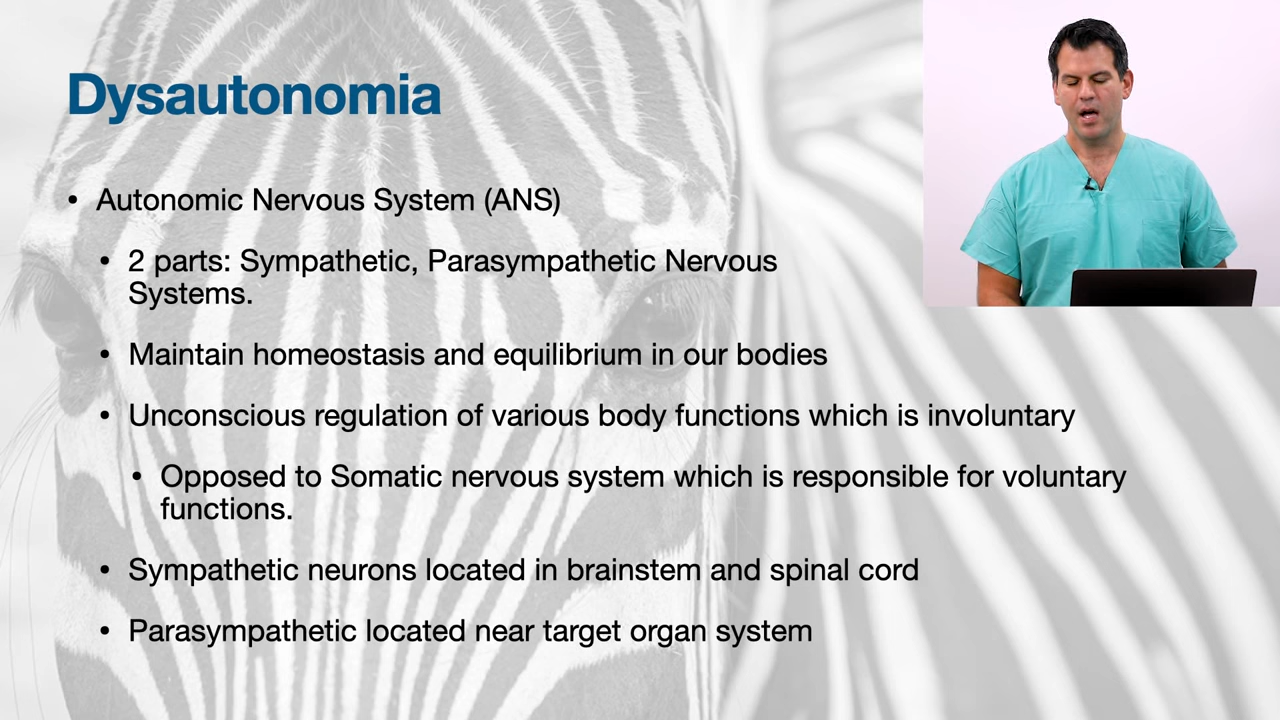 Dysautonomia
• Autonomic Nervous System (ANS)
• 2 parts: Sympathetic, Parasympathetic Nervous
Systems.
• Maintain homeostasis and equilibrium in our bodies
• Unconscious regulation of various body functions which is involuntary
• Opposed to Somatic nervous system which is responsible for voluntary
functions.
• Sympathetic neurons located in brainstem and spinal cord
• Parasympathetic located near target organ system